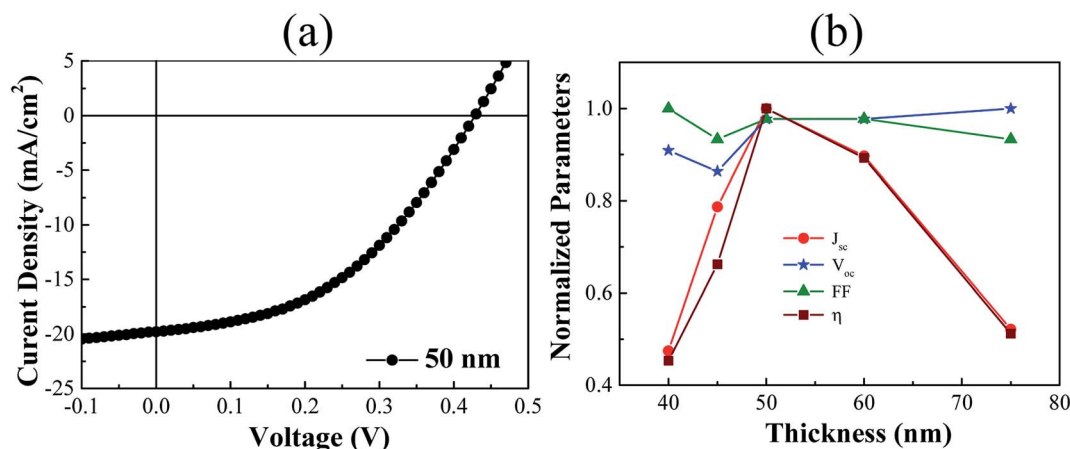 (a)
(b)
5
0
-5
-10
-15
-20
-25
Curent Density (mA/cm²)
50 nm
-0.1
0.0
0.1
0.2
0.3
0.4
0.5
Voltage (V)
1.0
0.8
0.6
0.4
Normalized Parameters
Jsc
Voc
FF
η
40
50
60
70
80
Thickness (nm)